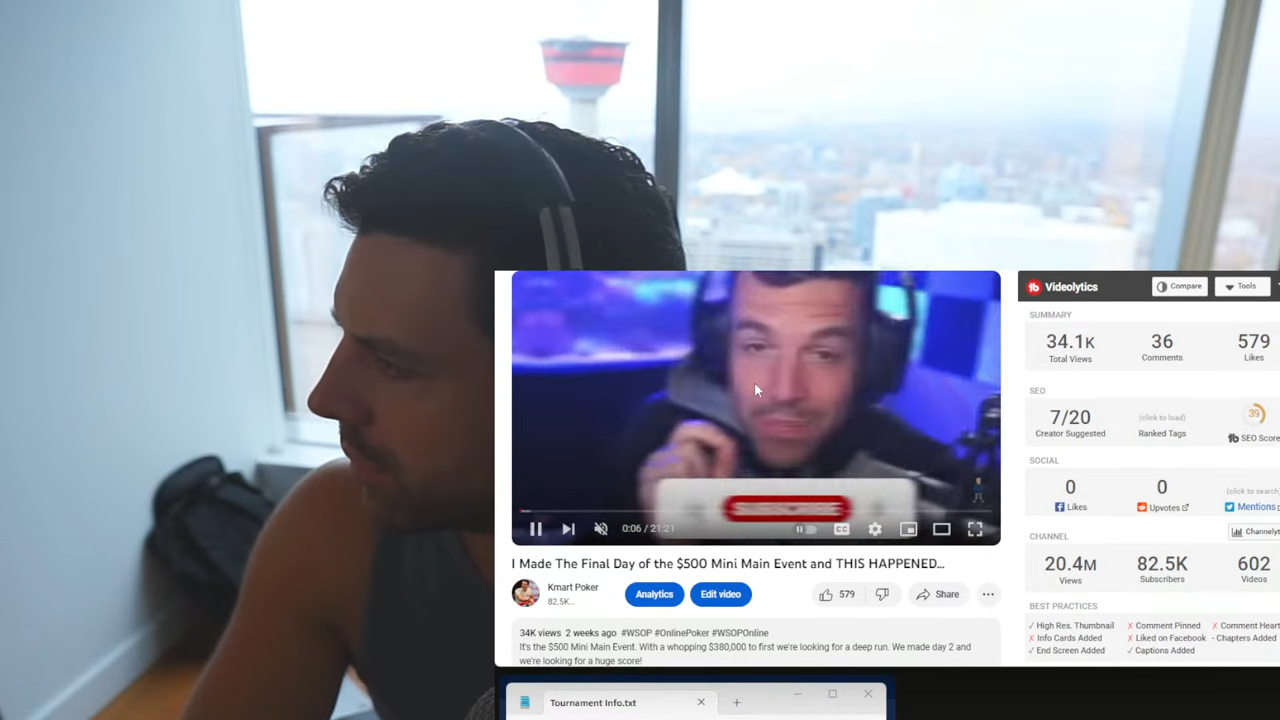 SUBSCRIBE
0:06 / 21:21
I Made The Final Day of the $500 Mini Main Event and THIS HAPPENED...
Kmart Poker
82.5K...
Analytics
Edit video
579
Share
34K views 2 weeks ago #WSOP #OnlinePoker #WSOPOnline
It's the $500 Mini Main Event. With a whopping $380,000 to first we're looking for a deep run. We made day 2 and
we're looking for a huge score!
Videolytics
Compare
Tools
SUMMARY
34.1K
Total Views
36
Comments
579
Likes
SEO
7/20
Creator Suggested
(click to load)
Ranked Tags
39
SEO Score
SOCIAL
0
Likes
0
Upvotes
(click to search)
Mentions
Channelyt
CHANNEL
20.4M
Views
82.5K
Subscribers
602
Videos
BEST PRACTICES
✓ High Res. Thumbnail
✗ Comment Pinned
✗ Comment Heart
✗ Info Cards Added
✗ Liked on Facebook
- Chapters Added
✓ End Screen Added
✓ Captions Added
Tournament Info.txt